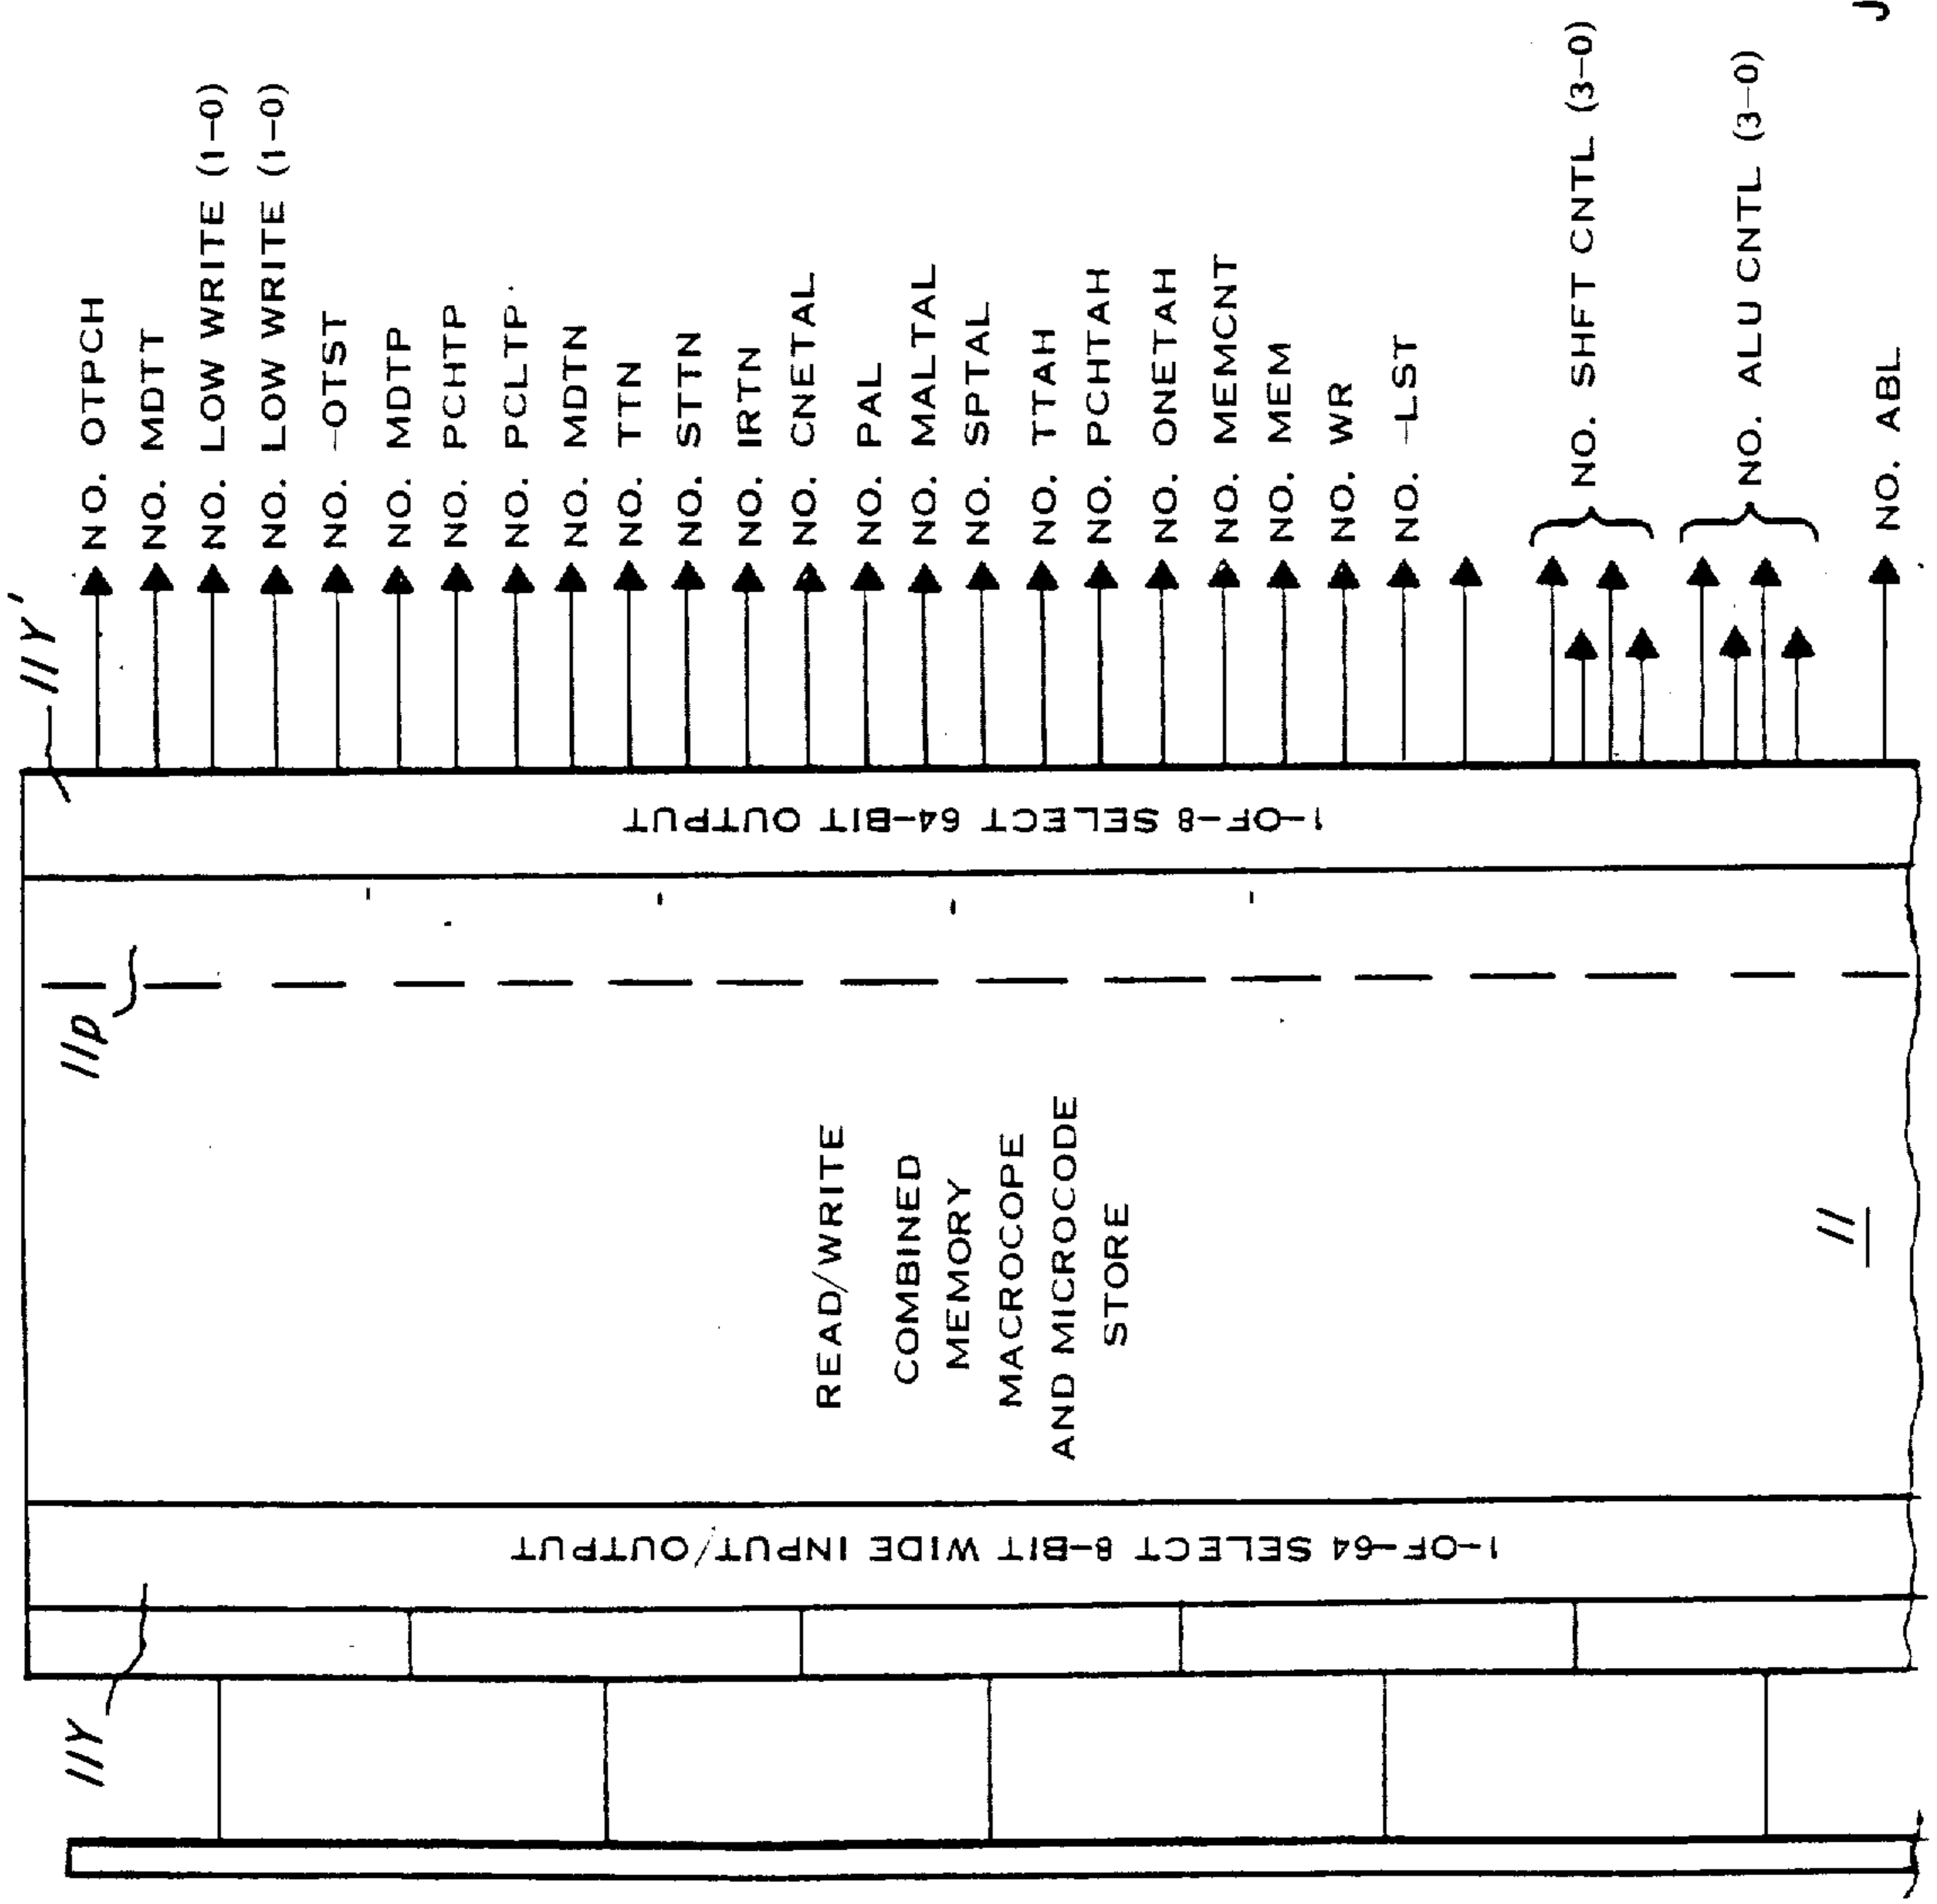 11Y'
NO. OTPCH
NO. MDTT
NO. LOW WRITE (1-0)
NO. LOW WRITE (1-0)
NO. -OTST
NO. MDTP
NO. PCHTP
NO. PCLTP
NO. MDTN
NO. TTN
NO. STTN
NO. IRTN
NO. CNETAL
NO. PAL
NO. MALTAL
NO. SPTAL
NO. TTAH
NO. PCHTAH
NO. ONETAH
NO. MEMCNT
NO. MEM
NO. WR
NO. -LST
NO. SHFT CNTL (3-0)
NO. ALU CNTL (3-0)
NO. ABL
1-OF-8 SELECT 64-BIT OUTPUT
11p
READ/WRITE
COMBINED
MEMORY
MACROCOPE
AND MICROCODE
STORE
11
1-OF-64 SELECT 8-BIT WIDE INPUT/OUTPUT
11Y